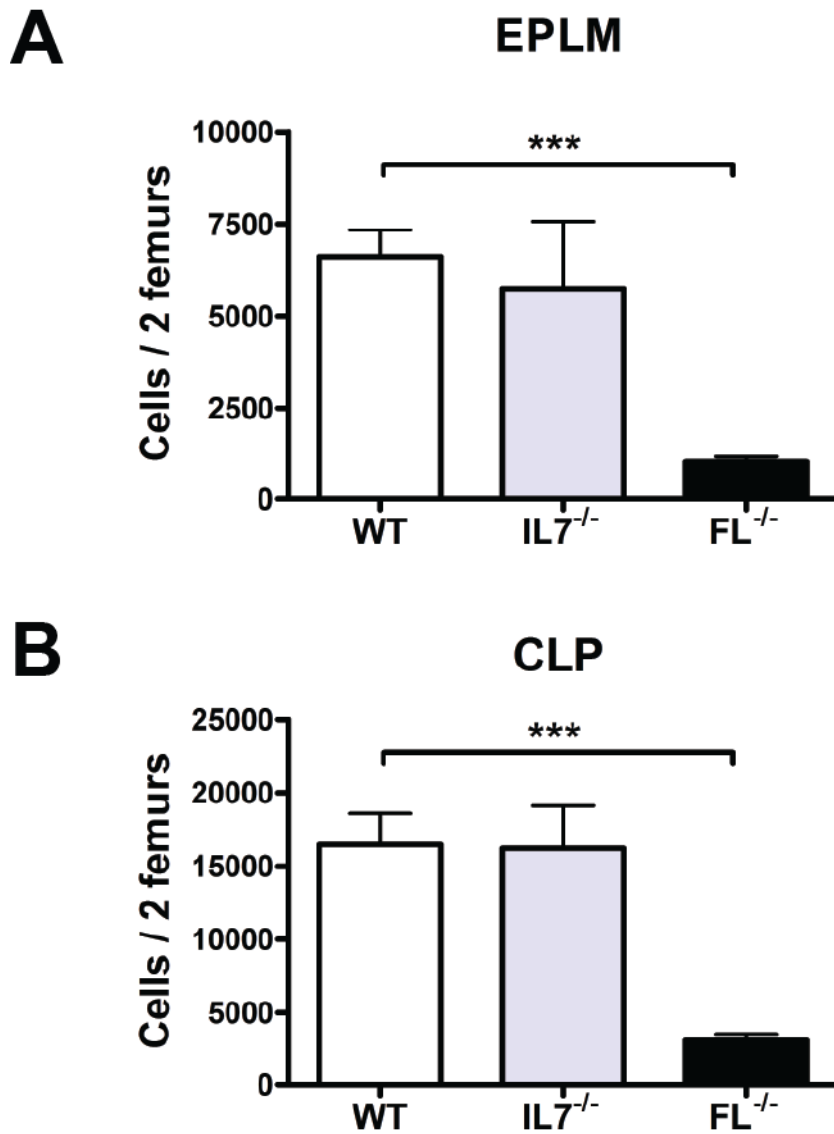 A
EPLM
***
10000
7500
5000
2500
0
Cells / 2 femurs
WT
IL7-/-
FL-/-
B
CLP
***
25000
20000
15000
10000
5000
0
Cells / 2 femurs
WT
IL7-/-
FL-/-